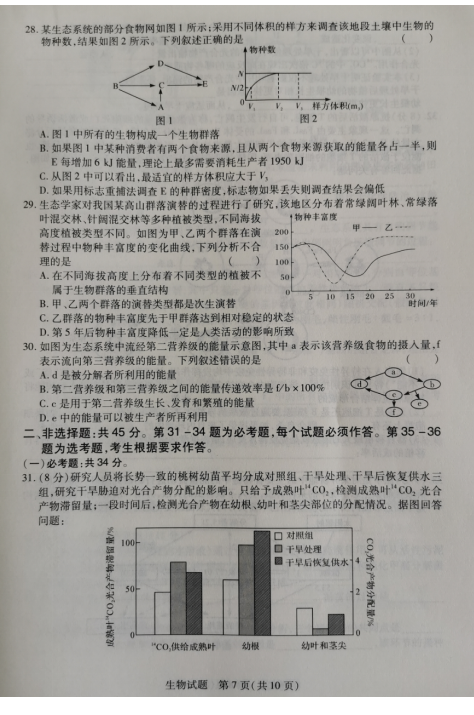 28. 某生态系统的部分食物网如图1所示;采用不同体积的样方来调查该地段土壤中生物的
物种数,结果如图2所示。下列叙述正确的是 ( )
D
B
C
E
A
图1
物种数
N
N/2
0
V₁
V₂
V₃
样方体积(m₃)
图2
A. 图1中所有的生物构成一个生物群落
B. 如果图1中某种消费者有两个食物来源,且从两个食物来源获取的能量各占一半,则
E每增加6 kJ能量,理论上最多需要消耗生产者1950 kJ
C. 从图2中可以看出,最适宜的样方体积应大于V₃
D. 如果用标志重捕法调查E的种群密度,标志物如果丢失则调查结果会偏低
29. 生态学家对我国某高山群落演替的过程进行了研究,该地区分布着常绿阔叶林、常绿落
叶混交林、针阔混交林等多种植被类型,不同海拔
高度植被类型不同。如图为甲、乙两个群落在演
替过程中物种丰富度的变化曲线,下列分析不合
理的是 ( )
A. 在不同海拔高度上分布着不同类型的植被不
属于生物群落的垂直结构
B. 甲、乙两个群落的演替类型都是次生演替
C. 乙群落的物种丰富度先于甲群落达到相对稳定的状态
D. 第5年后物种丰富度降低一定是人类活动的影响所致
物种丰富度
甲
乙
200
150
100
50
0
5 10 15 20 25 30
时间/年
30. 如图为生态系统中流经第二营养级的能量示意图,其中a表示该营养级食物的摄入量,f
表示流向第三营养级的能量。下列叙述错误的是 ( )
A. d是被分解者所利用的能量
B. 第二营养级和第三营养级之间的能量传递效率是f/b×100%
C. c是用于第二营养级生长、发育和繁殖的能量
D. e中的能量可以被生产者所再利用
a
d
b
c
e
f
二、非选择题:共45分。第31-34题为必考题,每个试题必须作答。第35-36
题为选考题,考生根据要求作答。
(一)必考题:共34分。
31. (8分)研究人员将长势一致的桃树幼苗平均分成对照组、干旱处理、干旱后恢复供水三
组,研究干旱胁迫对光合产物分配的影响。只给予成熟叶¹⁴CO₂,检测成熟叶¹⁴CO₂光合
产物滞留量;一段时间后,检测光合产物在幼根、幼叶和茎尖部位的分配情况。据图回答
问题:
成熟叶¹⁴CO₂光合产物滞留量/%
100
50
0
对照组
干旱处理
干旱后恢复供水
4
2
0
CO₂光合产物分配量/%
¹⁴CO₂供给成熟叶
幼根
幼叶和茎尖
生物试题 第7页(共10页)